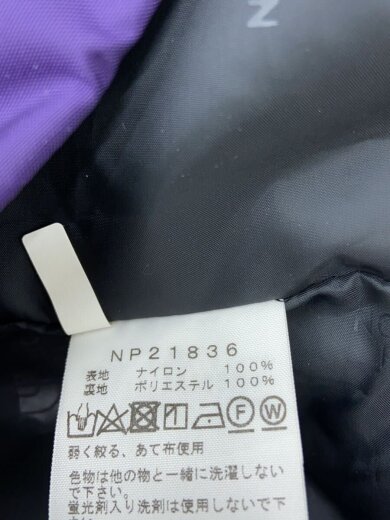 N
NP21836
表地 ナイロン 100%
裏地 ポリエステル 100%
F W
弱く絞る、あて布使用
色物は他の物と一緒に洗濯しない
で下さい。
蛍光剤入り洗剤は使用しない